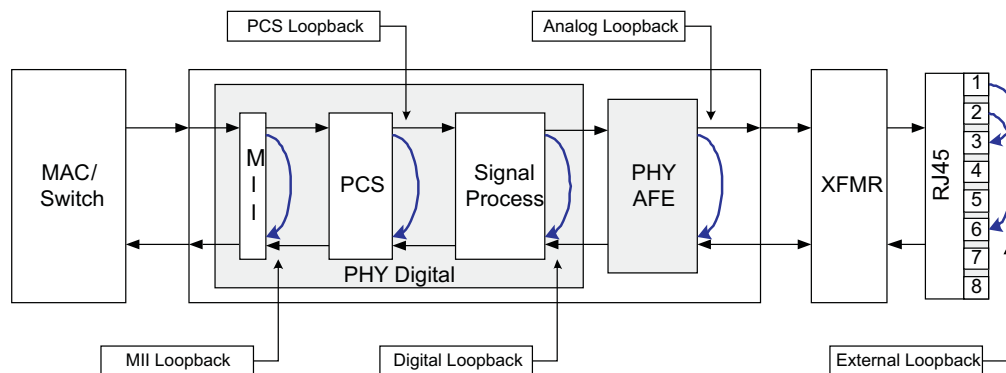 PCS Loopback
Analog Loopback
MAC/
Switch
M
I
I
PCS
Signal
Process
PHY
AFE
XFMR
RJ45
1
2
3
4
5
6
7
8
PHY Digital
MII Loopback
Digital Loopback
External Loopback